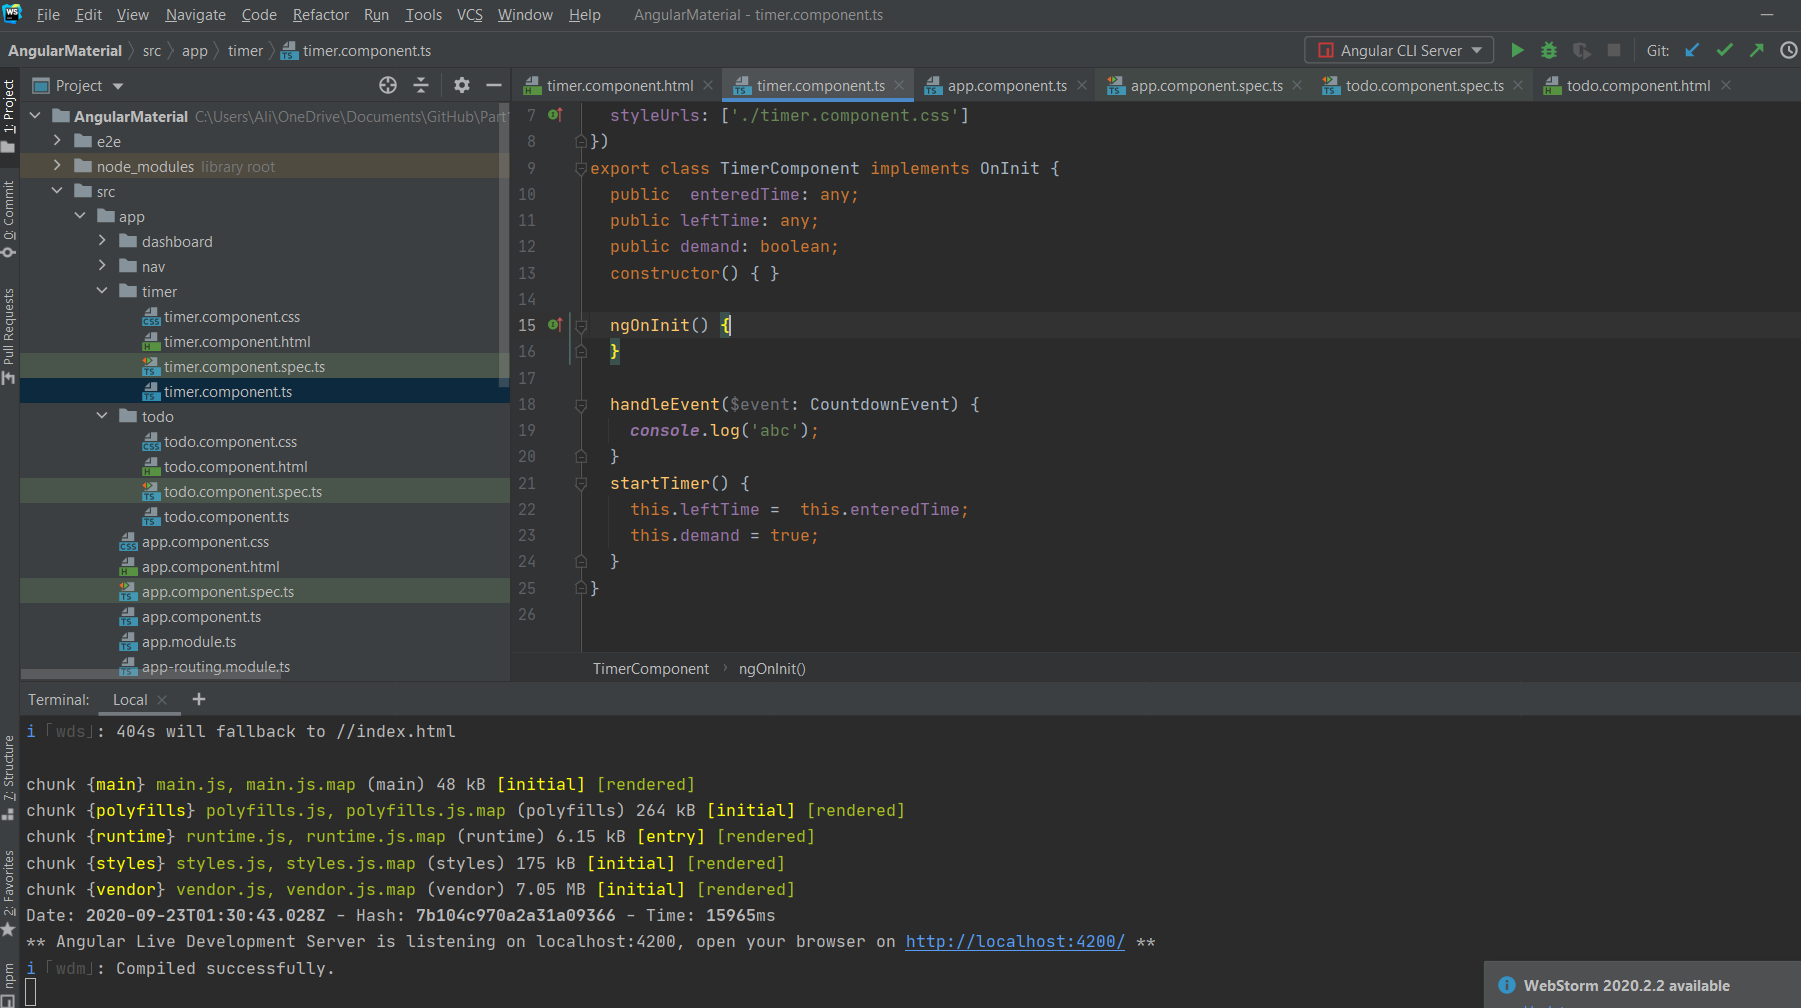 WS File Edit View Navigate Code Refactor Run Tools VCS Window Help AngularMaterial - timer.component.ts
AngularMaterial src app timer timer.component.ts Angular CLI Server Git:
1: Project
0: Commit
Pull Requests
7: Structure
2: Favorites
npm
Project
AngularMaterial C:\Users\Ali\OneDrive\Documents\GitHub\Part
e2e
node_modules library root
src
app
dashboard
nav
timer
timer.component.css
timer.component.html
timer.component.spec.ts
timer.component.ts
todo
todo.component.css
todo.component.html
todo.component.spec.ts
todo.component.ts
app.component.css
app.component.html
app.component.spec.ts
app.component.ts
app.module.ts
app-routing.module.ts
timer.component.html timer.component.ts app.component.ts app.component.spec.ts todo.component.spec.ts todo.component.html
7 styleUrls: ['./timer.component.css']
8 })
9 export class TimerComponent implements OnInit {
10 public  enteredTime: any;
11 public leftTime: any;
12 public demand: boolean;
13 constructor() { }
14
15 ngOnInit() {
16 }
17
18 handleEvent($event: CountdownEvent) {
19 console.log('abc');
20 }
21 startTimer() {
22 this.leftTime =  this.enteredTime;
23 this.demand = true;
24 }
25 }
26
TimerComponent › ngOnInit()
Terminal: Local +
i ｢wds｣: 404s will fallback to //index.html
chunk {main} main.js, main.js.map (main) 48 kB [initial] [rendered]
chunk {polyfills} polyfills.js, polyfills.js.map (polyfills) 264 kB [initial] [rendered]
chunk {runtime} runtime.js, runtime.js.map (runtime) 6.15 kB [entry] [rendered]
chunk {styles} styles.js, styles.js.map (styles) 175 kB [initial] [rendered]
chunk {vendor} vendor.js, vendor.js.map (vendor) 7.05 MB [initial] [rendered]
Date: 2020-09-23T01:30:43.028Z - Hash: 7b104c970a2a31a09366 - Time: 15965ms
** Angular Live Development Server is listening on localhost:4200, open your browser on http://localhost:4200/ **
i ｢wdm｣: Compiled successfully.
WebStorm 2020.2.2 available